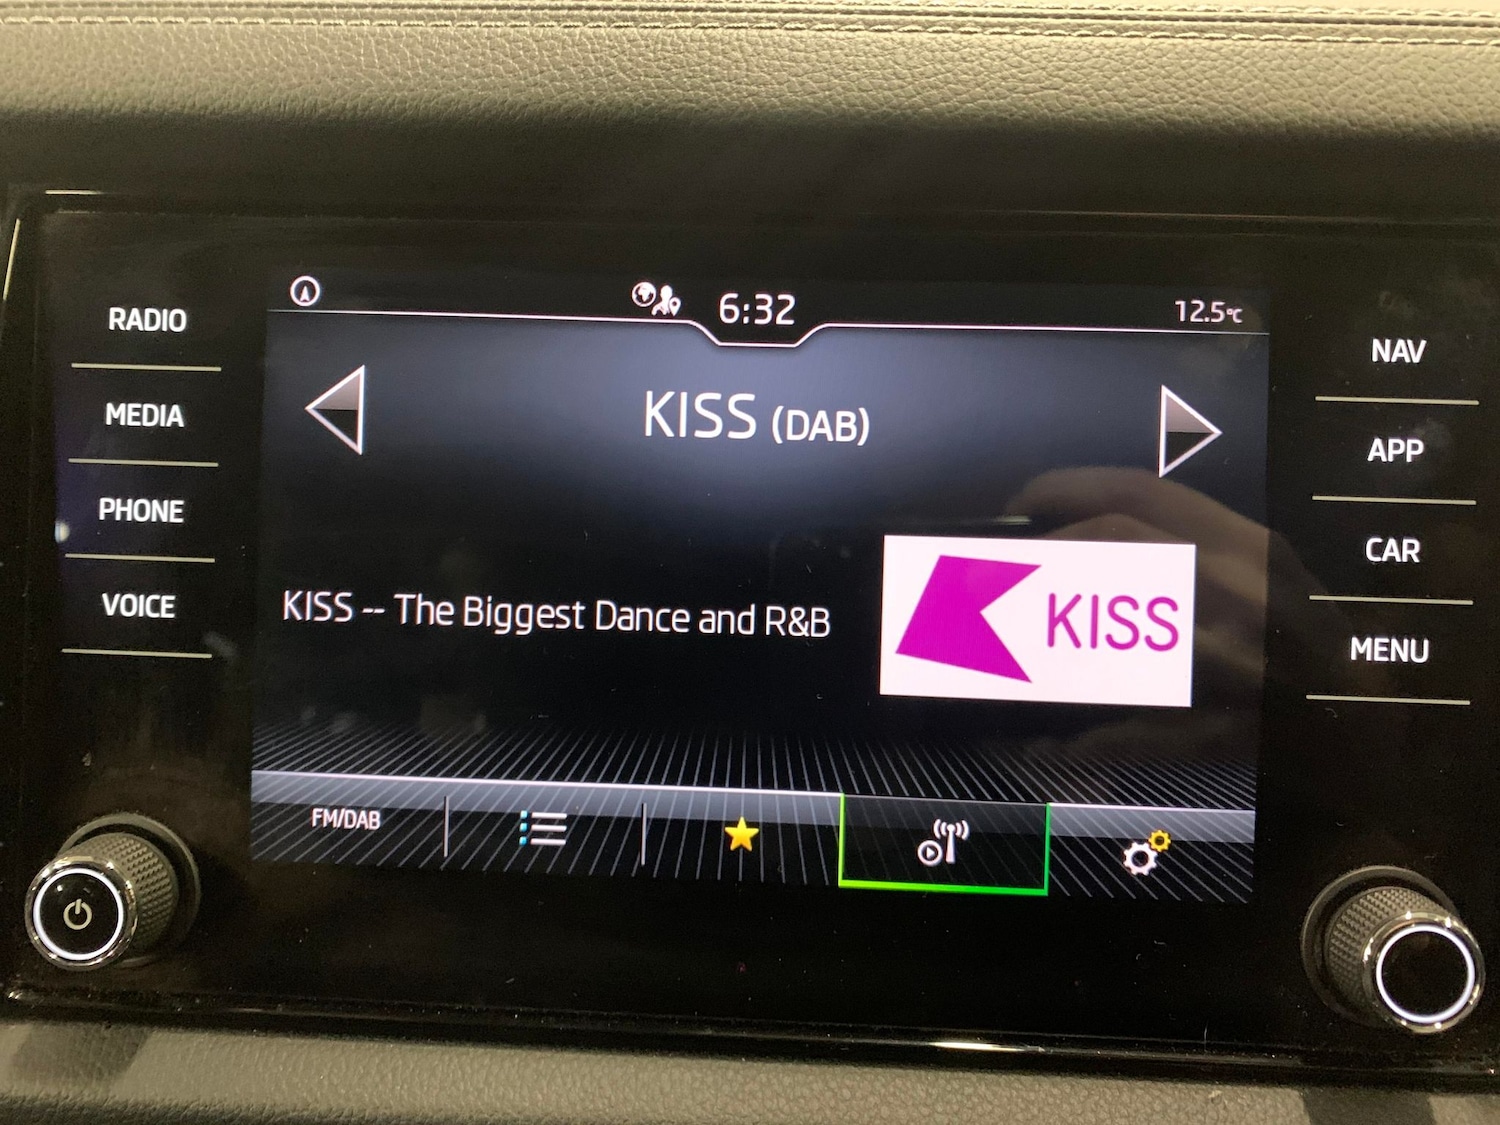 6:32
12.5°C
RADIO
MEDIA
PHONE
VOICE
KISS (DAB)
KISS -- The Biggest Dance and R&B
KISS
FM/DAB
NAV
APP
CAR
MENU